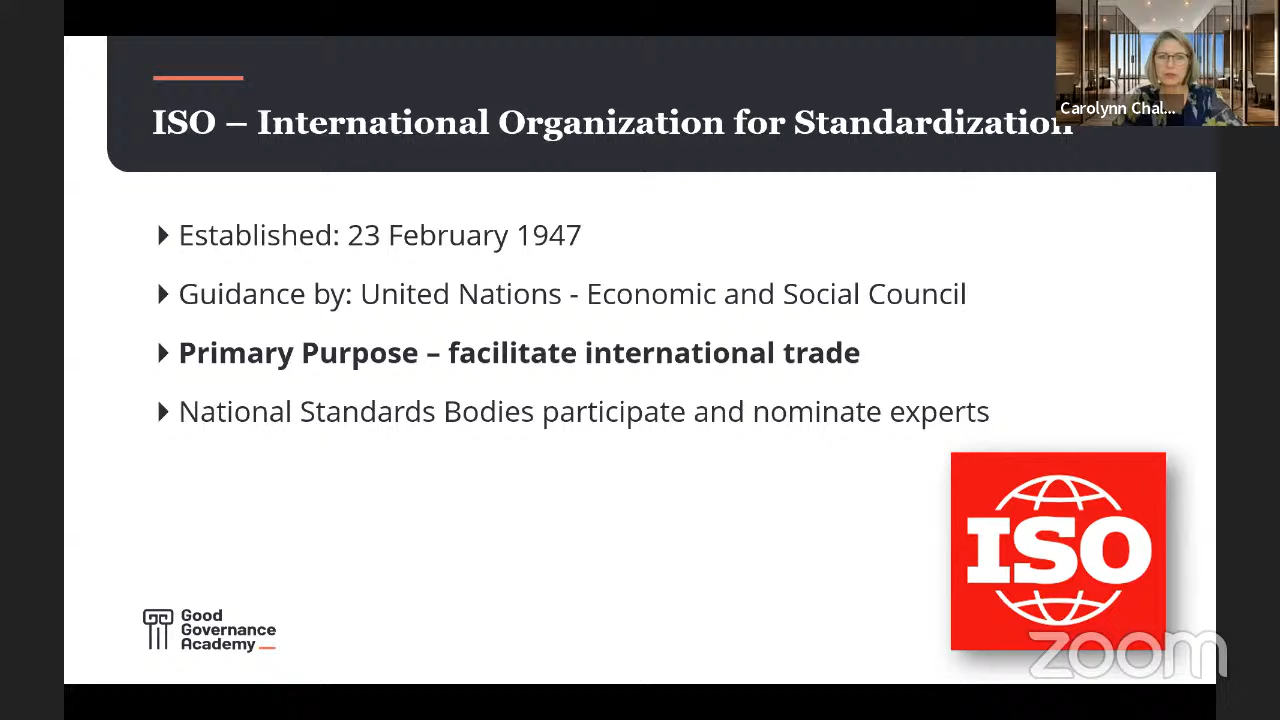 ISO – International Organization for Standardization
Carolynn Chal...
Established: 23 February 1947
Guidance by: United Nations - Economic and Social Council
Primary Purpose – facilitate international trade
National Standards Bodies participate and nominate experts
ISO
Good
Governance
Academy
zoom